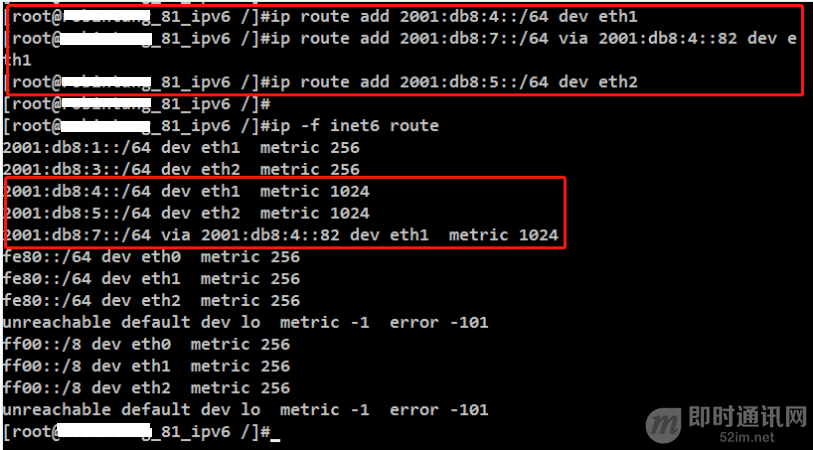 [root@ _81_ipv6 /]#ip route add 2001:db8:4::/64 dev eth1
[root@ _81_ipv6 /]#ip route add 2001:db8:7::/64 via 2001:db8:4::82 dev e
th1
[root@ _81_ipv6 /]#ip route add 2001:db8:5::/64 dev eth2
[root@ _81_ipv6 /]#
[root@ _81_ipv6 /]#ip -f inet6 route
2001:db8:1::/64 dev eth1  metric 256
2001:db8:3::/64 dev eth2  metric 256
2001:db8:4::/64 dev eth1  metric 1024
2001:db8:5::/64 dev eth2  metric 1024
2001:db8:7::/64 via 2001:db8:4::82 dev eth1  metric 1024
fe80::/64 dev eth0  metric 256
fe80::/64 dev eth1  metric 256
fe80::/64 dev eth2  metric 256
unreachable default dev lo  metric -1  error -101
ff00::/8 dev eth0  metric 256
ff00::/8 dev eth1  metric 256
ff00::/8 dev eth2  metric 256
unreachable default dev lo  metric -1  error -101
[root@ _81_ipv6 /]#
即时通讯网
52im.net